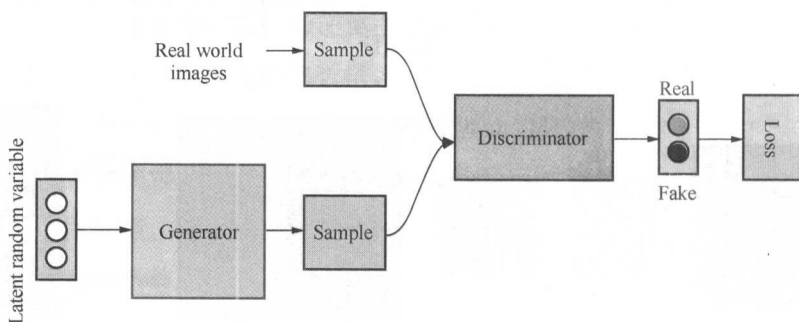 Real world
images
Sample
Discriminator
Real
Fake
Loss
Latent random variable
Generator
Sample